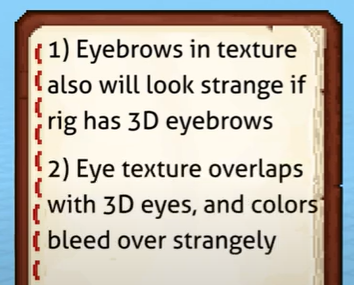 1) Eyebrows in texture
also will look strange if
rig has 3D eyebrows
2) Eye texture overlaps
with 3D eyes, and colors
bleed over strangely